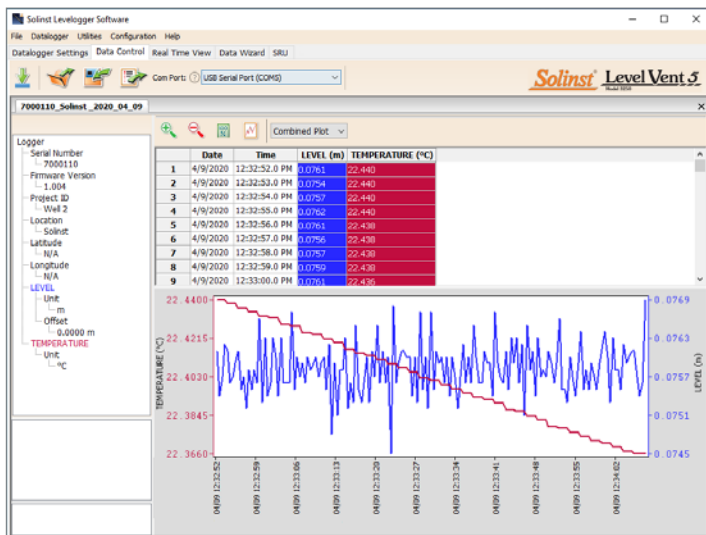 Solinst Levelogger Software
File Datalogger Utilities Configuration Help
Datalogger Settings Data Control Real Time View Data Wizard SRU
Com Port: ? USB Serial Port (COM5)
Solinst Level Vent 5
7000110_Solinst _2020_04_09
Combined Plot
Logger
Serial Number
7000110
Firmware Version
1.004
Project ID
Well 2
Location
Solinst
Latitude
N/A
Longitude
N/A
LEVEL
Unit
m
Offset
0.0000 m
TEMPERATURE
Unit
°C
Date Time LEVEL (m) TEMPERATURE (°C)
1 4/9/2020 12:32:52.0 PM 0.0761 22.440
2 4/9/2020 12:32:53.0 PM 0.0754 22.440
3 4/9/2020 12:32:54.0 PM 0.0757 22.440
4 4/9/2020 12:32:55.0 PM 0.0762 22.440
5 4/9/2020 12:32:56.0 PM 0.0761 22.438
6 4/9/2020 12:32:57.0 PM 0.0756 22.438
7 4/9/2020 12:32:58.0 PM 0.0757 22.438
8 4/9/2020 12:32:59.0 PM 0.0759 22.438
9 4/9/2020 12:33:00.0 PM 0.0761 22.436
TEMPERATURE (°C)
22.4400
22.4215
22.4030
22.3845
22.3660
0.0769
0.0763
0.0757
0.0751
0.0745
LEVEL (m)
04/09 12:32:52
04/09 12:32:59
04/09 12:33:06
04/09 12:33:13
04/09 12:33:20
04/09 12:33:27
04/09 12:33:34
04/09 12:33:41
04/09 12:33:48
04/09 12:33:55
04/09 12:34:02